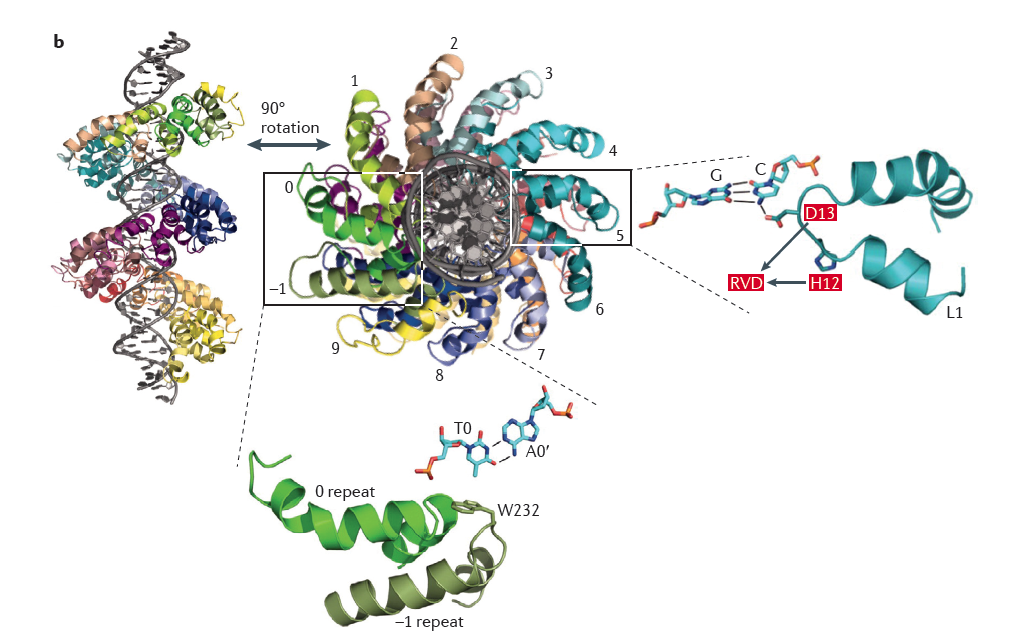 b
90°
rotation
0
1
2
3
4
5
6
7
8
9
–1
G
C
D13
RVD
H12
L1
T0
A0′
0 repeat
W232
–1 repeat